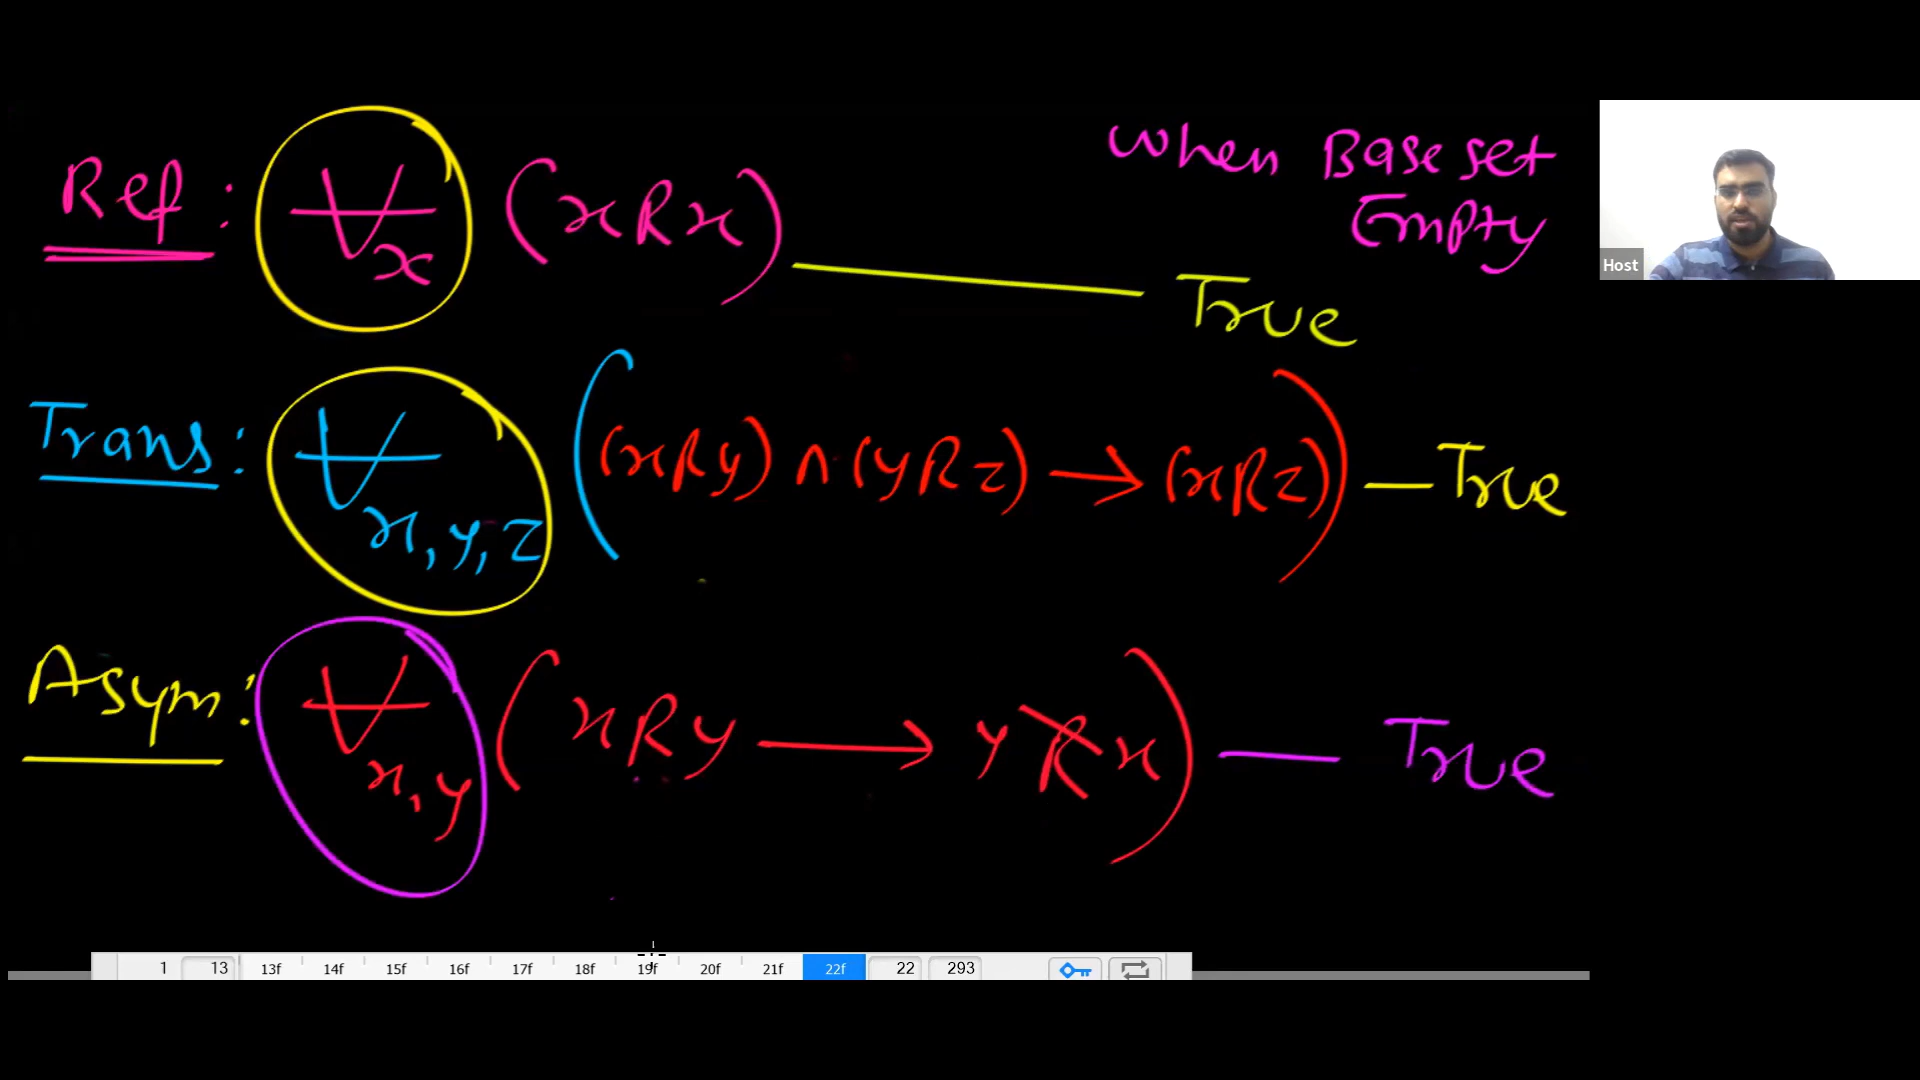 When Base set
Empty
Ref: ∀x (xRx) — True
Trans: ∀x,y,z ((xRy) ∧ (yRz) → (xRz)) — True
Asym: ∀x,y (xRy → yR̸x) — True
Host
1 13 13f 14f 15f 16f 17f 18f 19f 20f 21f 22f 22 293